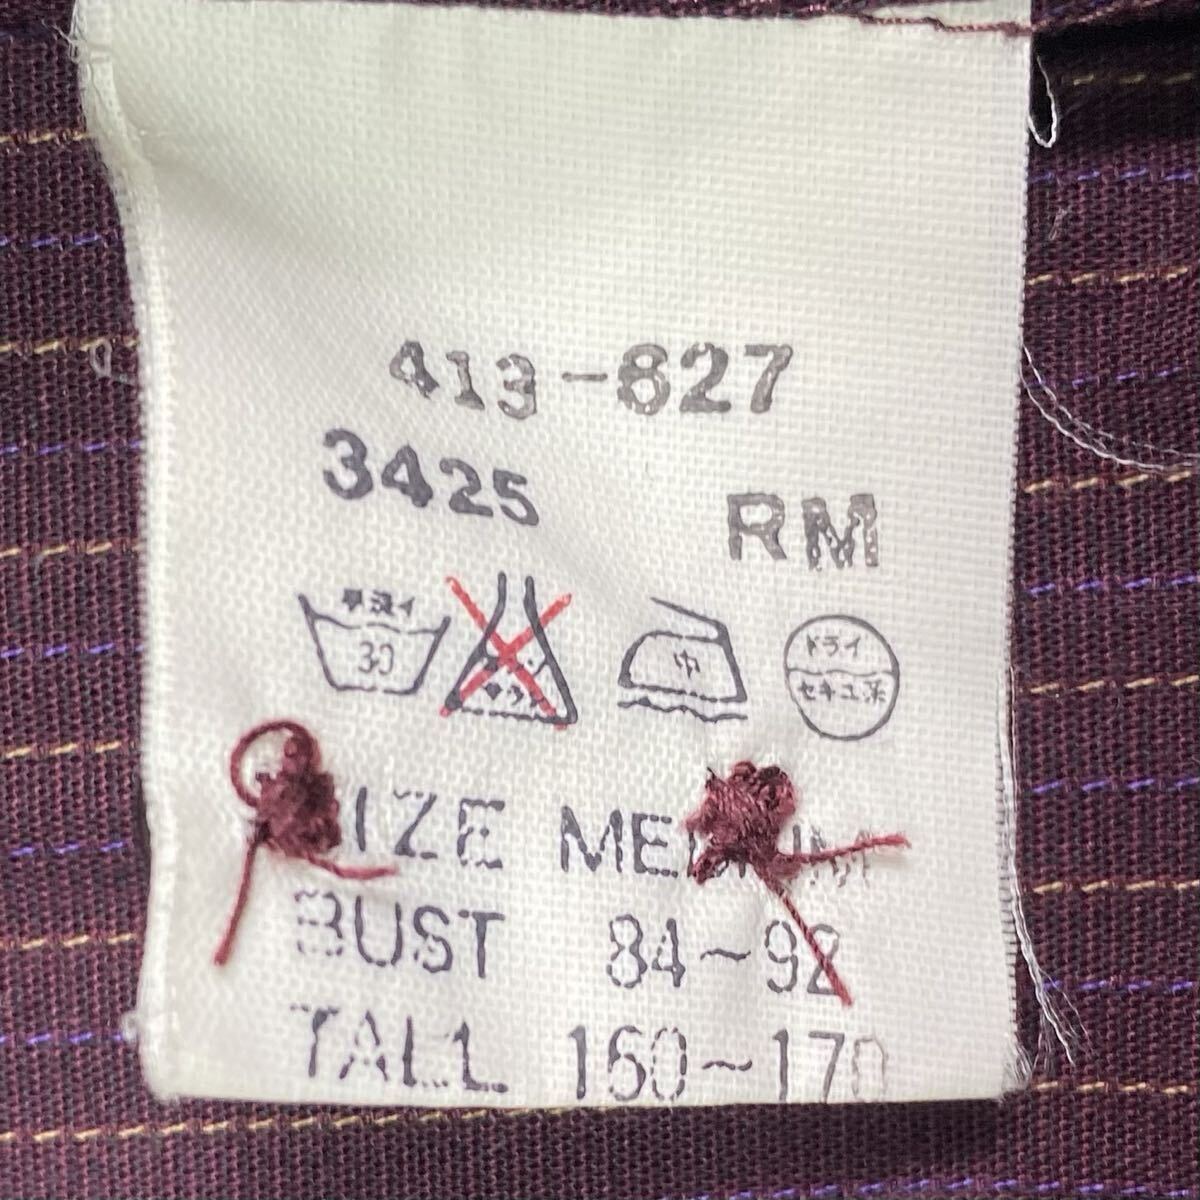 413-627
3425 RM
手洗イ 30 中 ドライ セキユ系
IZE ME
BUST 84~92
TALL 160~170